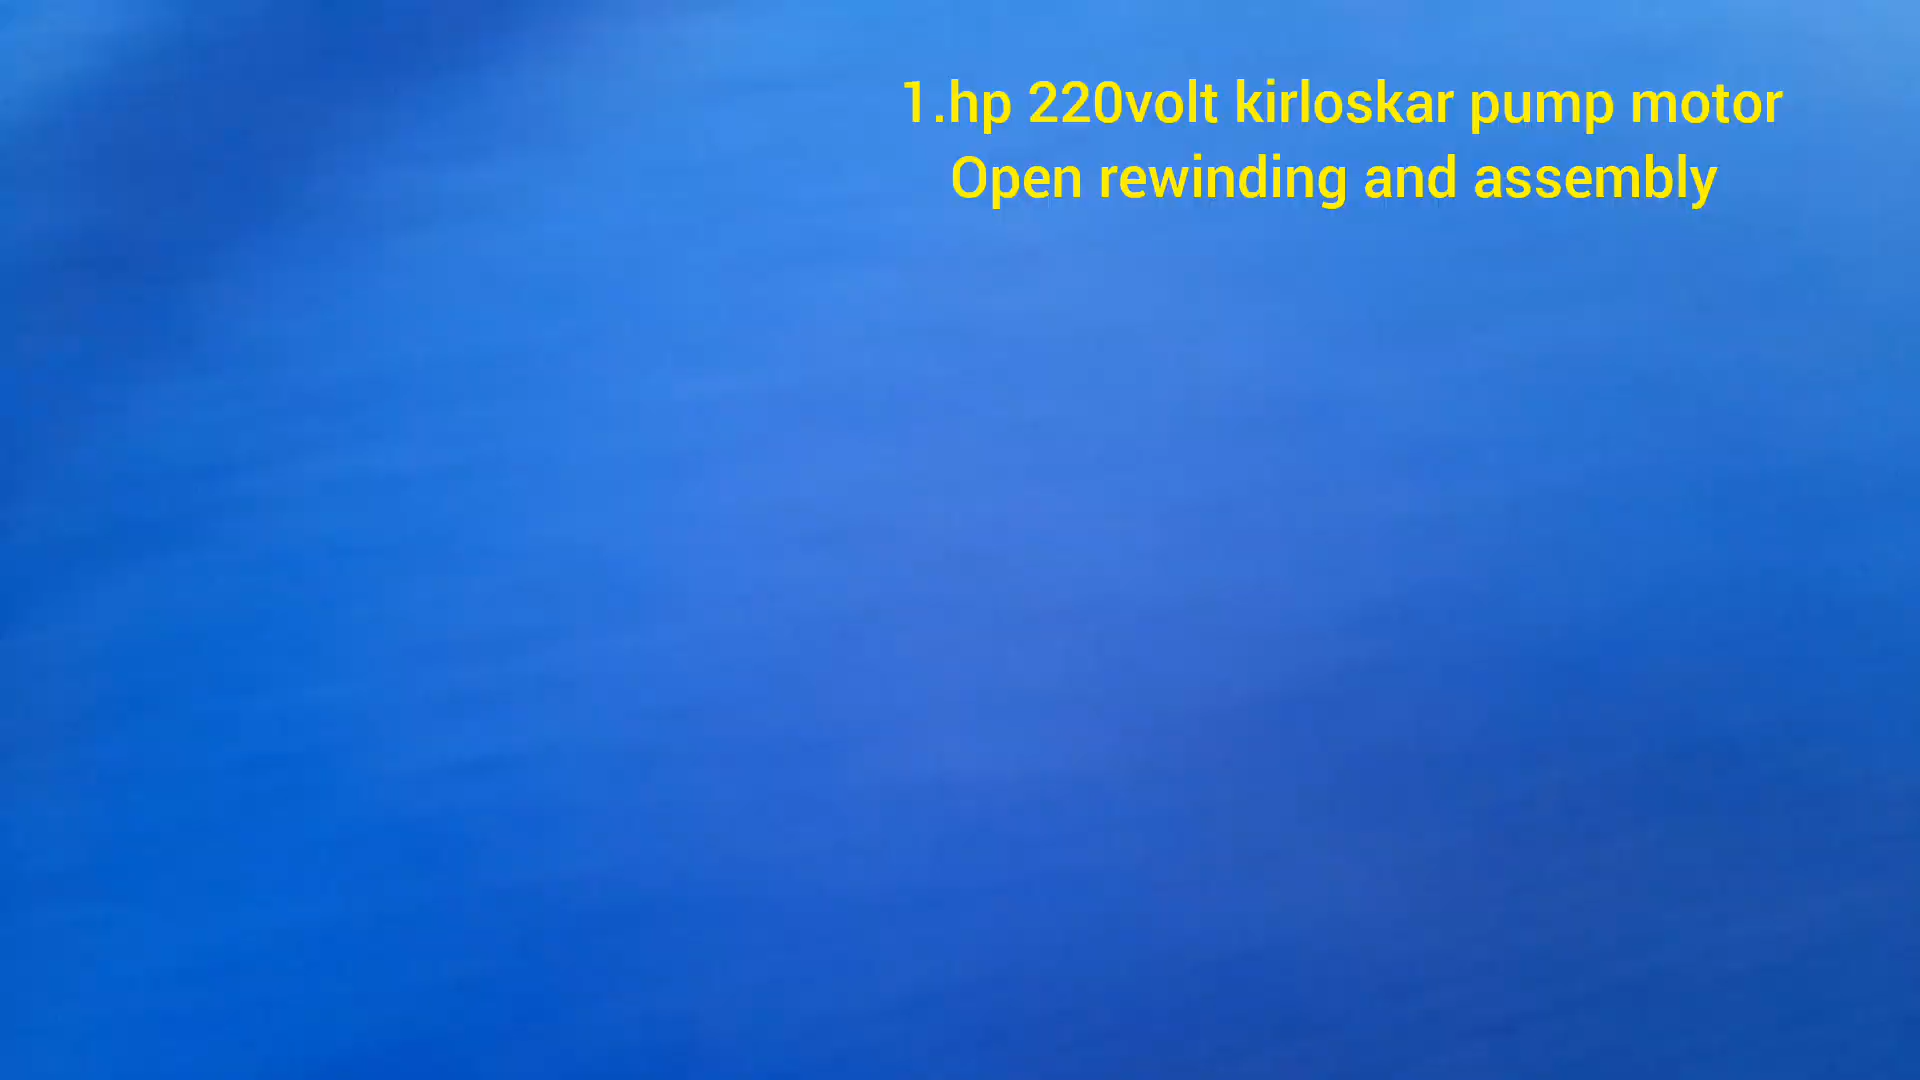 1.hp 220volt kirloskar pump motor
Open rewinding and assembly